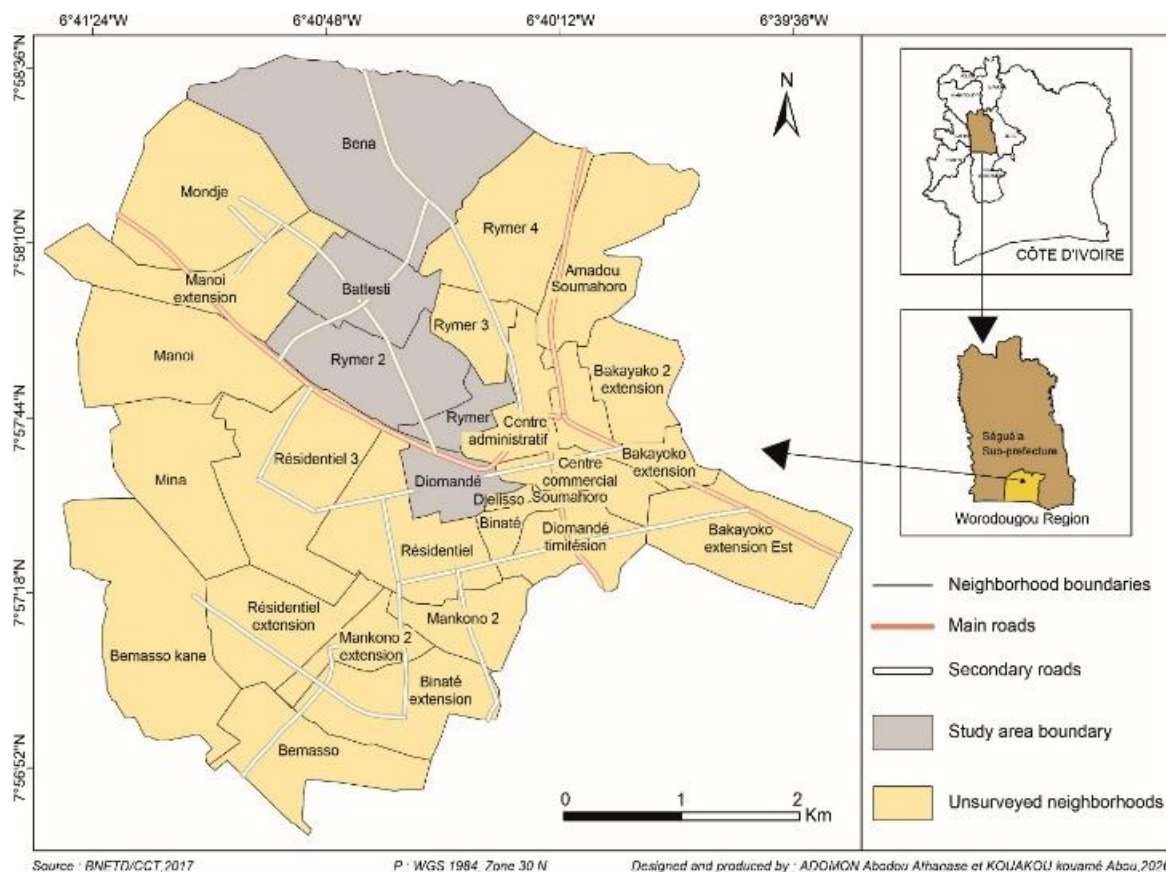 6°41'24"W
6°40'48"W
6°40'12"W
6°39'36"W
7°58'36"N
7°58'10"N
7°57'44"N
7°57'18"N
7°56'52"N
N
Bena
Mondje
Rymer 4
Manoi
extension
Battesti
Amadou
Soumahoro
Rymer 3
Manoi
Rymer 2
Bakayako 2
extension
Rymer
Centre
administratif
Résidentiel 3
Mina
Diomandé
Centre
commercial
Soumahoro
Bakayoko
extension
Djelisso
Binaté
Diomandé
timitésion
Bakayoko
extension Est
Résidentiel
Résidentiel
extension
Mankono 2
Mankono 2
extension
Bemasso kane
Binaté
extension
Bemasso
0 1 2
Km
CÔTE D'IVOIRE
Séguéla
Sub-prefecture
Worodougou Region
Neighborhood boundaries
Main roads
Secondary roads
Study area boundary
Unsurveyed neighborhoods
Source : BNETD/CCT,2017
P : WGS 1984, Zone 30 N
Designed and produced by : ADOMON Abodou Athanase et KOUAKOU kouamé Abou,2026